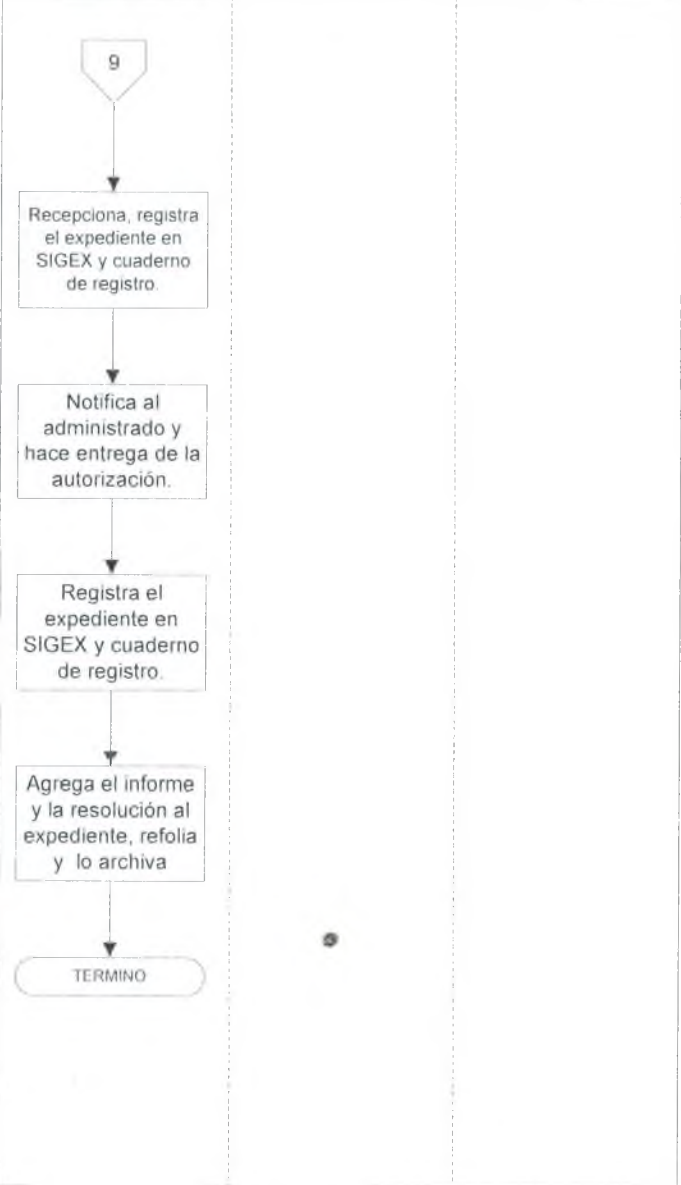 9
Recepciona, registra
el expediente en
SIGEX y cuaderno
de registro.
Notifica al
administrado y
hace entrega de la
autorización.
Registra el
expediente en
SIGEX y cuaderno
de registro.
Agrega el informe
y la resolución al
expediente, refolia
y lo archiva
TERMINO